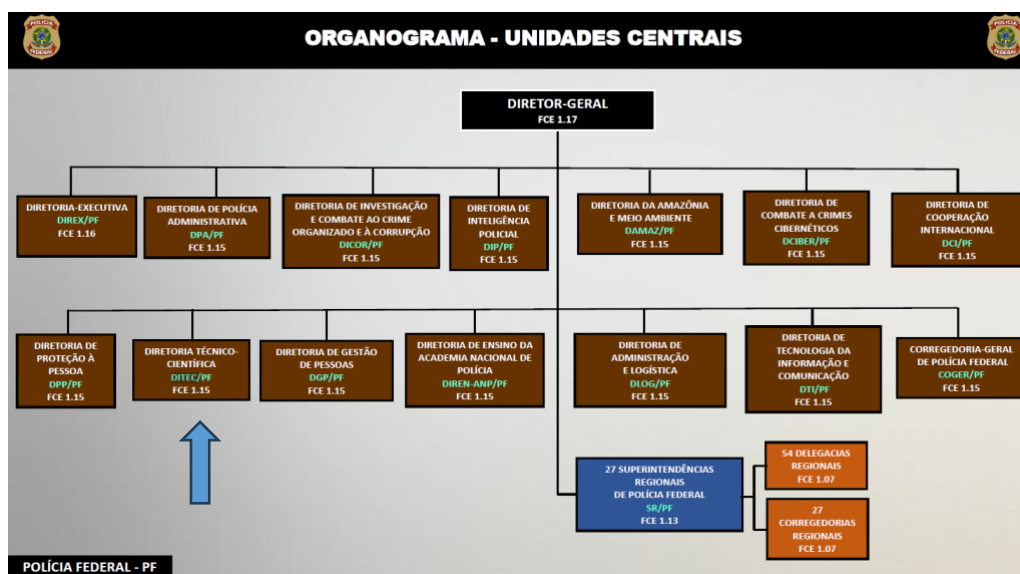 POLÍCIA
FEDERAL
ORGANOGRAMA - UNIDADES CENTRAIS
POLÍCIA
FEDERAL
DIRETOR-GERAL
FCE 1.17
DIRETORIA-EXECUTIVA
DIREX/PF
FCE 1.16
DIRETORIA DE POLÍCIA
ADMINISTRATIVA
DPA/PF
FCE 1.15
DIRETORIA DE INVESTIGAÇÃO
E COMBATE AO CRIME
ORGANIZADO E À CORRUPÇÃO
DICOR/PF
FCE 1.15
DIRETORIA DE
INTELIGÊNCIA
POLICIAL
DIP/PF
FCE 1.15
DIRETORIA DA AMAZÔNIA
E MEIO AMBIENTE
DAMAZ/PF
FCE 1.15
DIRETORIA DE
COMBATE A CRIMES
CIBERNÉTICOS
DCIBER/PF
FCE 1.15
DIRETORIA DE
COOPERAÇÃO
INTERNACIONAL
DCI/PF
FCE 1.15
DIRETORIA DE
PROTEÇÃO À
PESSOA
DPP/PF
FCE 1.15
DIRETORIA TÉCNICO-
CIENTÍFICA
DITEC/PF
FCE 1.15
DIRETORIA DE GESTÃO
DE PESSOAS
DGP/PF
FCE 1.15
DIRETORIA DE ENSINO DA
ACADEMIA NACIONAL DE
POLÍCIA
DIREN-ANP/PF
FCE 1.15
DIRETORIA DE
ADMINISTRAÇÃO
E LOGÍSTICA
DLOG/PF
FCE 1.15
DIRETORIA DE
TECNOLOGIA DA
INFORMAÇÃO E
COMUNICAÇÃO
DTI/PF
FCE 1.15
CORREGEDORIA-GERAL
DE POLÍCIA FEDERAL
COGER/PF
FCE 1.15
27 SUPERINTENDÊNCIAS
REGIONAIS
DE POLÍCIA FEDERAL
SR/PF
FCE 1.13
54 DELEGACIAS
REGIONAIS
FCE 1.07
27
CORREGEDORIAS
REGIONAIS
FCE 1.07
POLÍCIA FEDERAL - PF